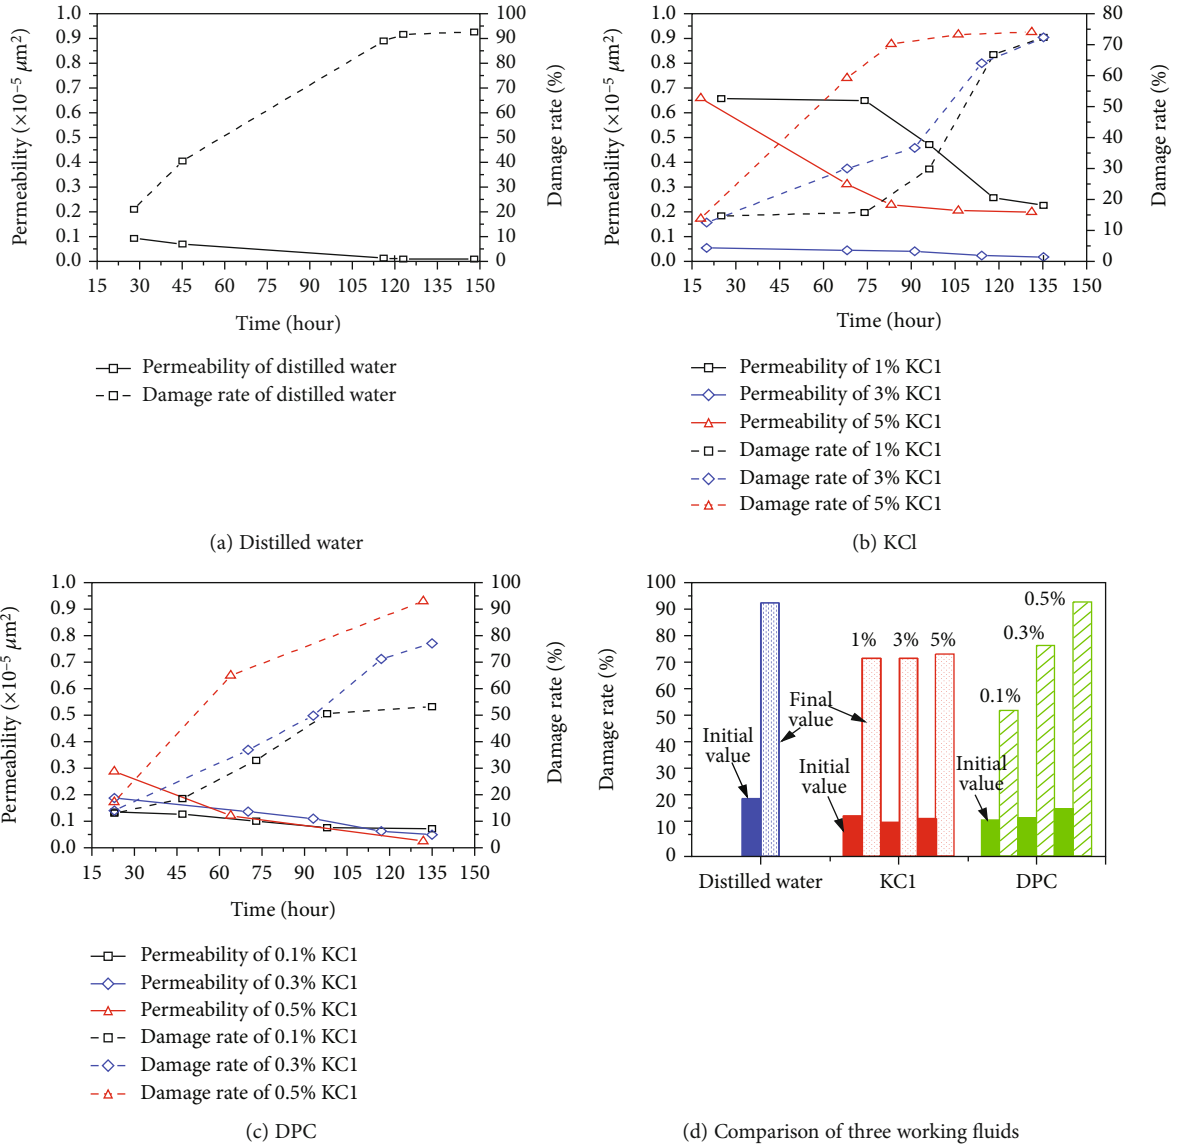 1.0
0.9
0.8
0.7
0.6
0.5
0.4
0.3
0.2
0.1
0.0
Permeability (×10⁻⁵ μm²)
100
90
80
70
60
50
40
30
20
10
0
Damage rate (%)
15 30 45 60 75 90 105 120 135 150
Time (hour)
Permeability of distilled water
Damage rate of distilled water
(a) Distilled water
1.0
0.9
0.8
0.7
0.6
0.5
0.4
0.3
0.2
0.1
0.0
Permeability (×10⁻⁵ μm²)
80
70
60
50
40
30
20
10
0
Damage rate (%)
15 30 45 60 75 90 105 120 135 150
Time (hour)
Permeability of 1% KC1
Permeability of 3% KC1
Permeability of 5% KC1
Damage rate of 1% KC1
Damage rate of 3% KC1
Damage rate of 5% KC1
(b) KCl
1.0
0.9
0.8
0.7
0.6
0.5
0.4
0.3
0.2
0.1
0.0
Permeability (×10⁻⁵ μm²)
100
90
80
70
60
50
40
30
20
10
0
Damage rate (%)
15 30 45 60 75 90 105 120 135 150
Time (hour)
Permeability of 0.1% KC1
Permeability of 0.3% KC1
Permeability of 0.5% KC1
Damage rate of 0.1% KC1
Damage rate of 0.3% KC1
Damage rate of 0.5% KC1
(c) DPC
100
90
80
70
60
50
40
30
20
10
0
Damage rate (%)
Initial
value
Final
value
1% 3% 5%
Initial
value
0.1%
0.3%
0.5%
Initial
value
Distilled water KC1 DPC
(d) Comparison of three working fluids